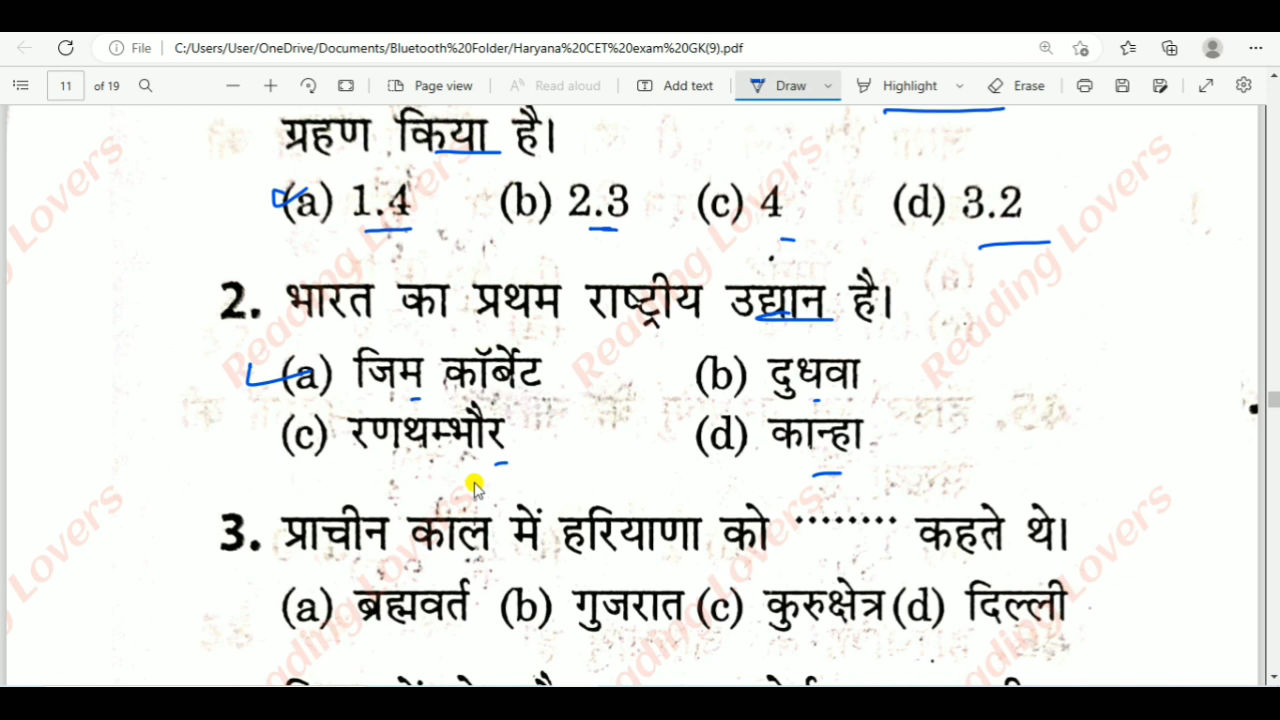 File C:/Users/User/OneDrive/Documents/Bluetooth%20Folder/Haryana%20CET%20exam%20GK(9).pdf
11 of 19 Page view Read aloud Add text Draw Highlight Erase
ग्रहण किया है।
(a) 1.4 (b) 2.3 (c) 4 (d) 3.2
2. भारत का प्रथम राष्ट्रीय उद्यान है।
(a) जिम कॉर्बेट (b) दुधवा
(c) रणथम्भौर (d) कान्हा
3. प्राचीन काल में हरियाणा को ········· कहते थे।
(a) ब्रह्मवर्त (b) गुजरात (c) कुरुक्षेत्र (d) दिल्ली
Reading Lovers